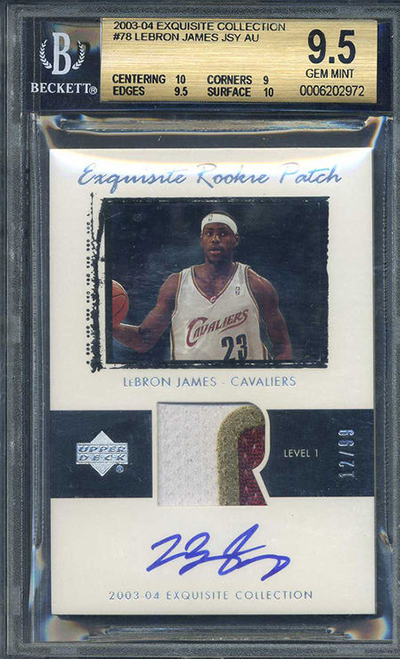 2003-04 EXQUISITE COLLECTION
#78 LEBRON JAMES JSY AU
CENTERING 10 CORNERS 9
EDGES 9.5 SURFACE 10
9.5
GEM MINT
0006202972
B
BECKETT®
Exquisite Rookie Patch
CAVALIERS
23
LEBRON JAMES - CAVALIERS
UPPER DECK
LEVEL 1
12/99
2003-04 EXQUISITE COLLECTION